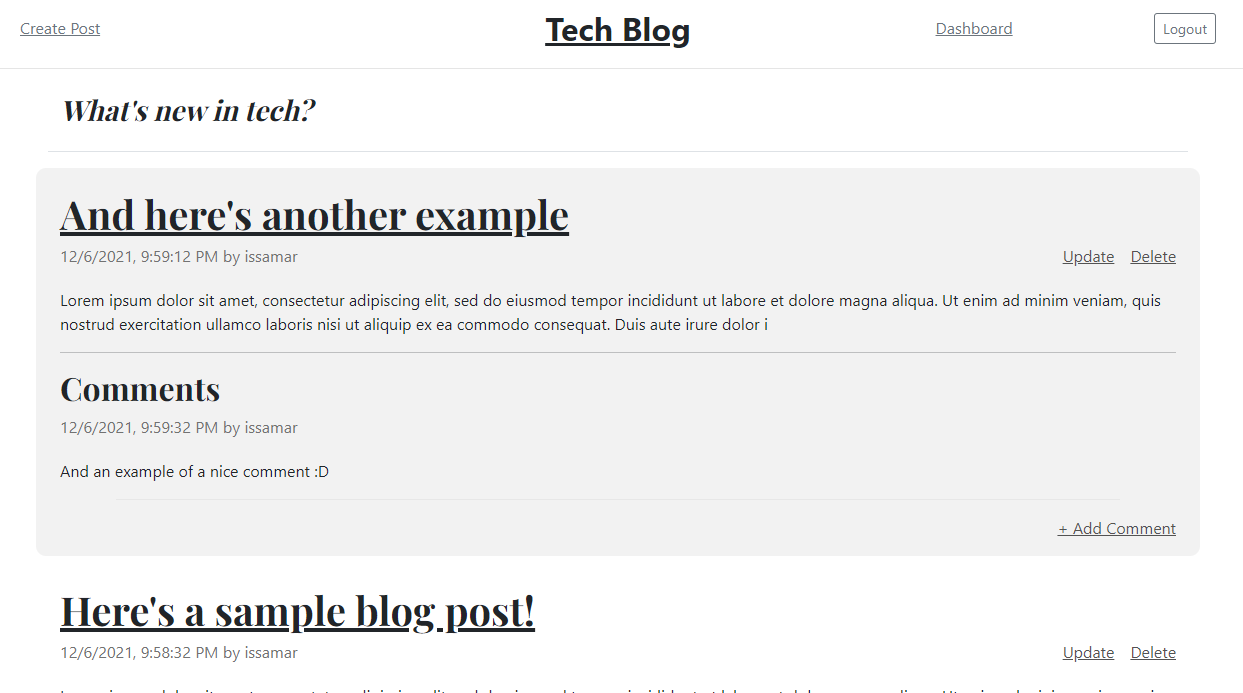 Create Post Tech Blog Dashboard Logout
What's new in tech?
And here's another example
12/6/2021, 9:59:12 PM by issamar Update Delete
Lorem ipsum dolor sit amet, consectetur adipiscing elit, sed do eiusmod tempor incididunt ut labore et dolore magna aliqua. Ut enim ad minim veniam, quis
nostrud exercitation ullamco laboris nisi ut aliquip ex ea commodo consequat. Duis aute irure dolor i
Comments
12/6/2021, 9:59:32 PM by issamar
And an example of a nice comment :D
+ Add Comment
Here's a sample blog post!
12/6/2021, 9:58:32 PM by issamar Update Delete